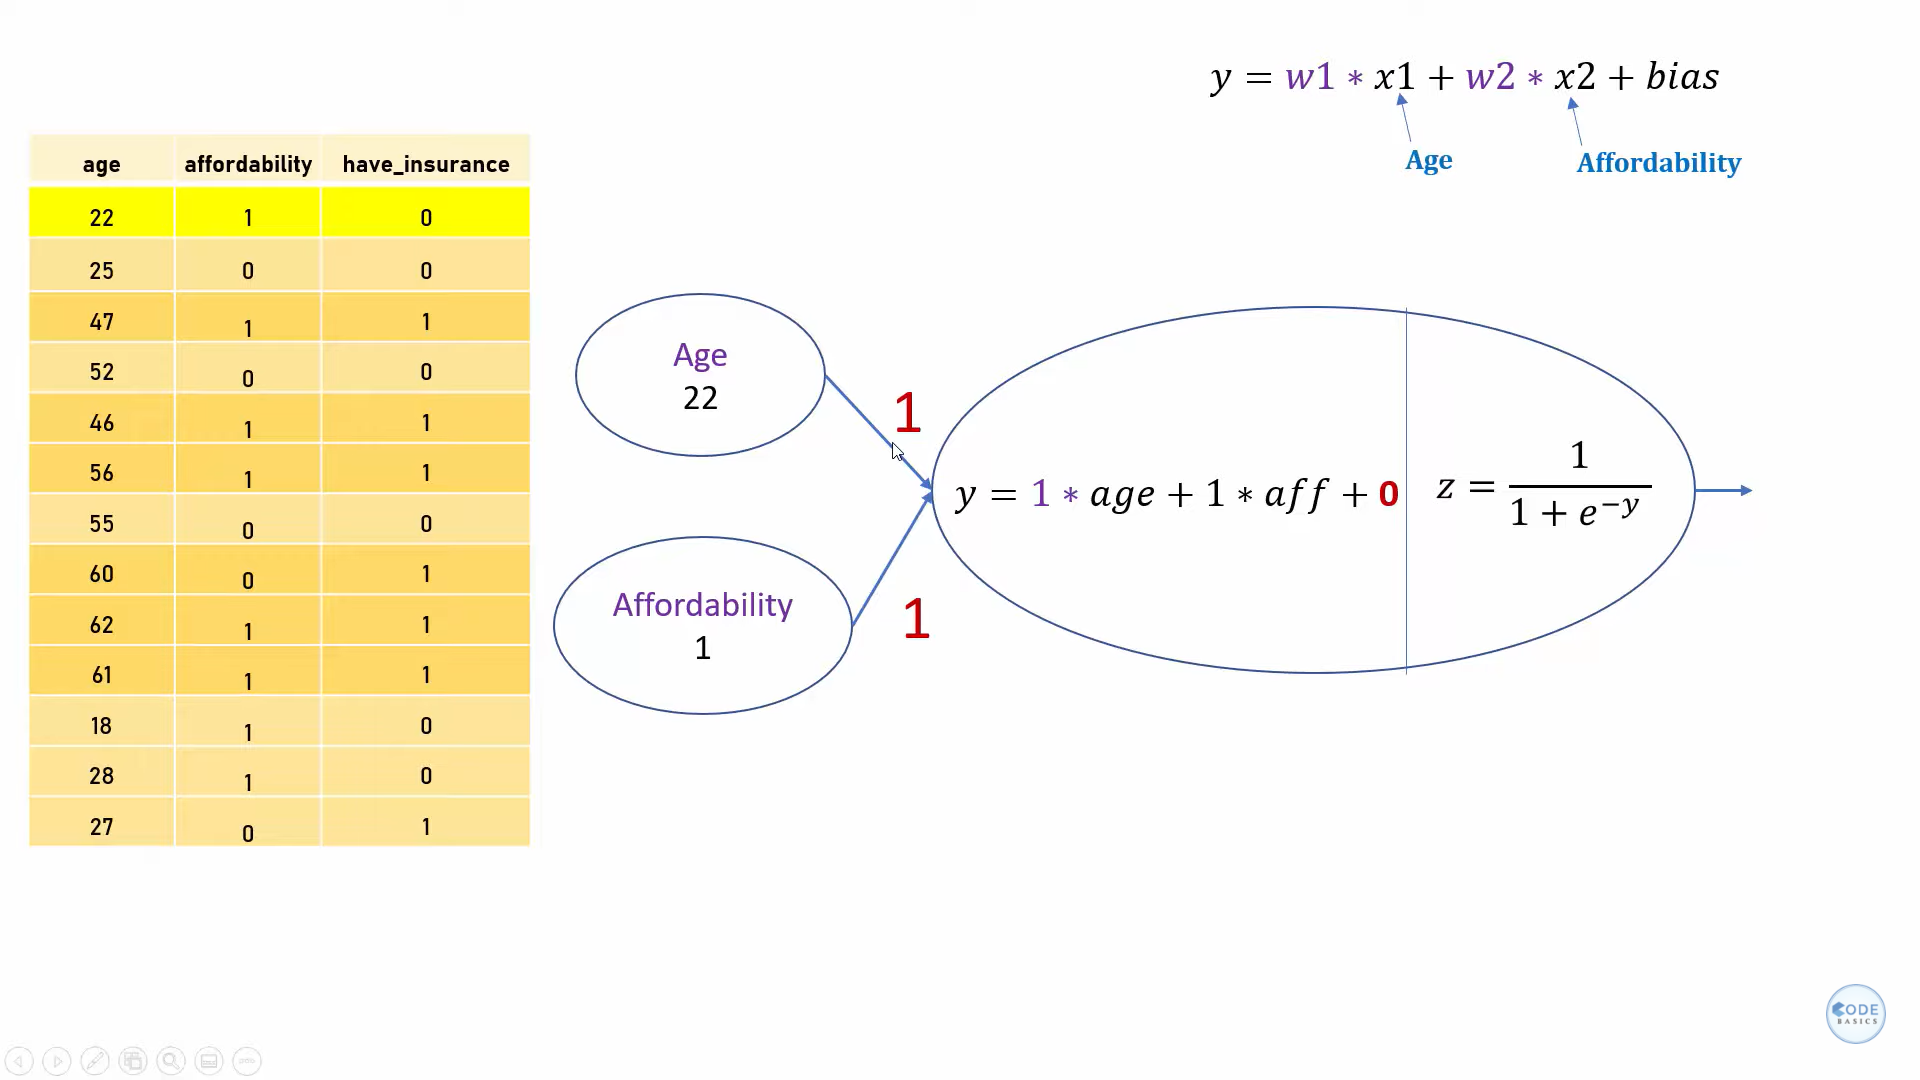 y = w1 * x1 + w2 * x2 + bias
Age
Affordability
age affordability have_insurance
22 1 0
25 0 0
47 1 1
52 0 0
46 1 1
56 1 1
55 0 0
60 0 1
62 1 1
61 1 1
18 1 0
28 1 0
27 0 1
Age
22
1
y = 1 * age + 1 * aff + 0
z = 1 / (1 + e^−y)
Affordability
1
1
CODE
BASICS